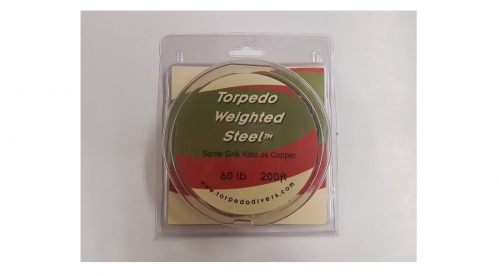 Torpedo
Weighted
Steel™
Same Sink Rate as Copper
60 lb 200ft
www.torpedodivers.com